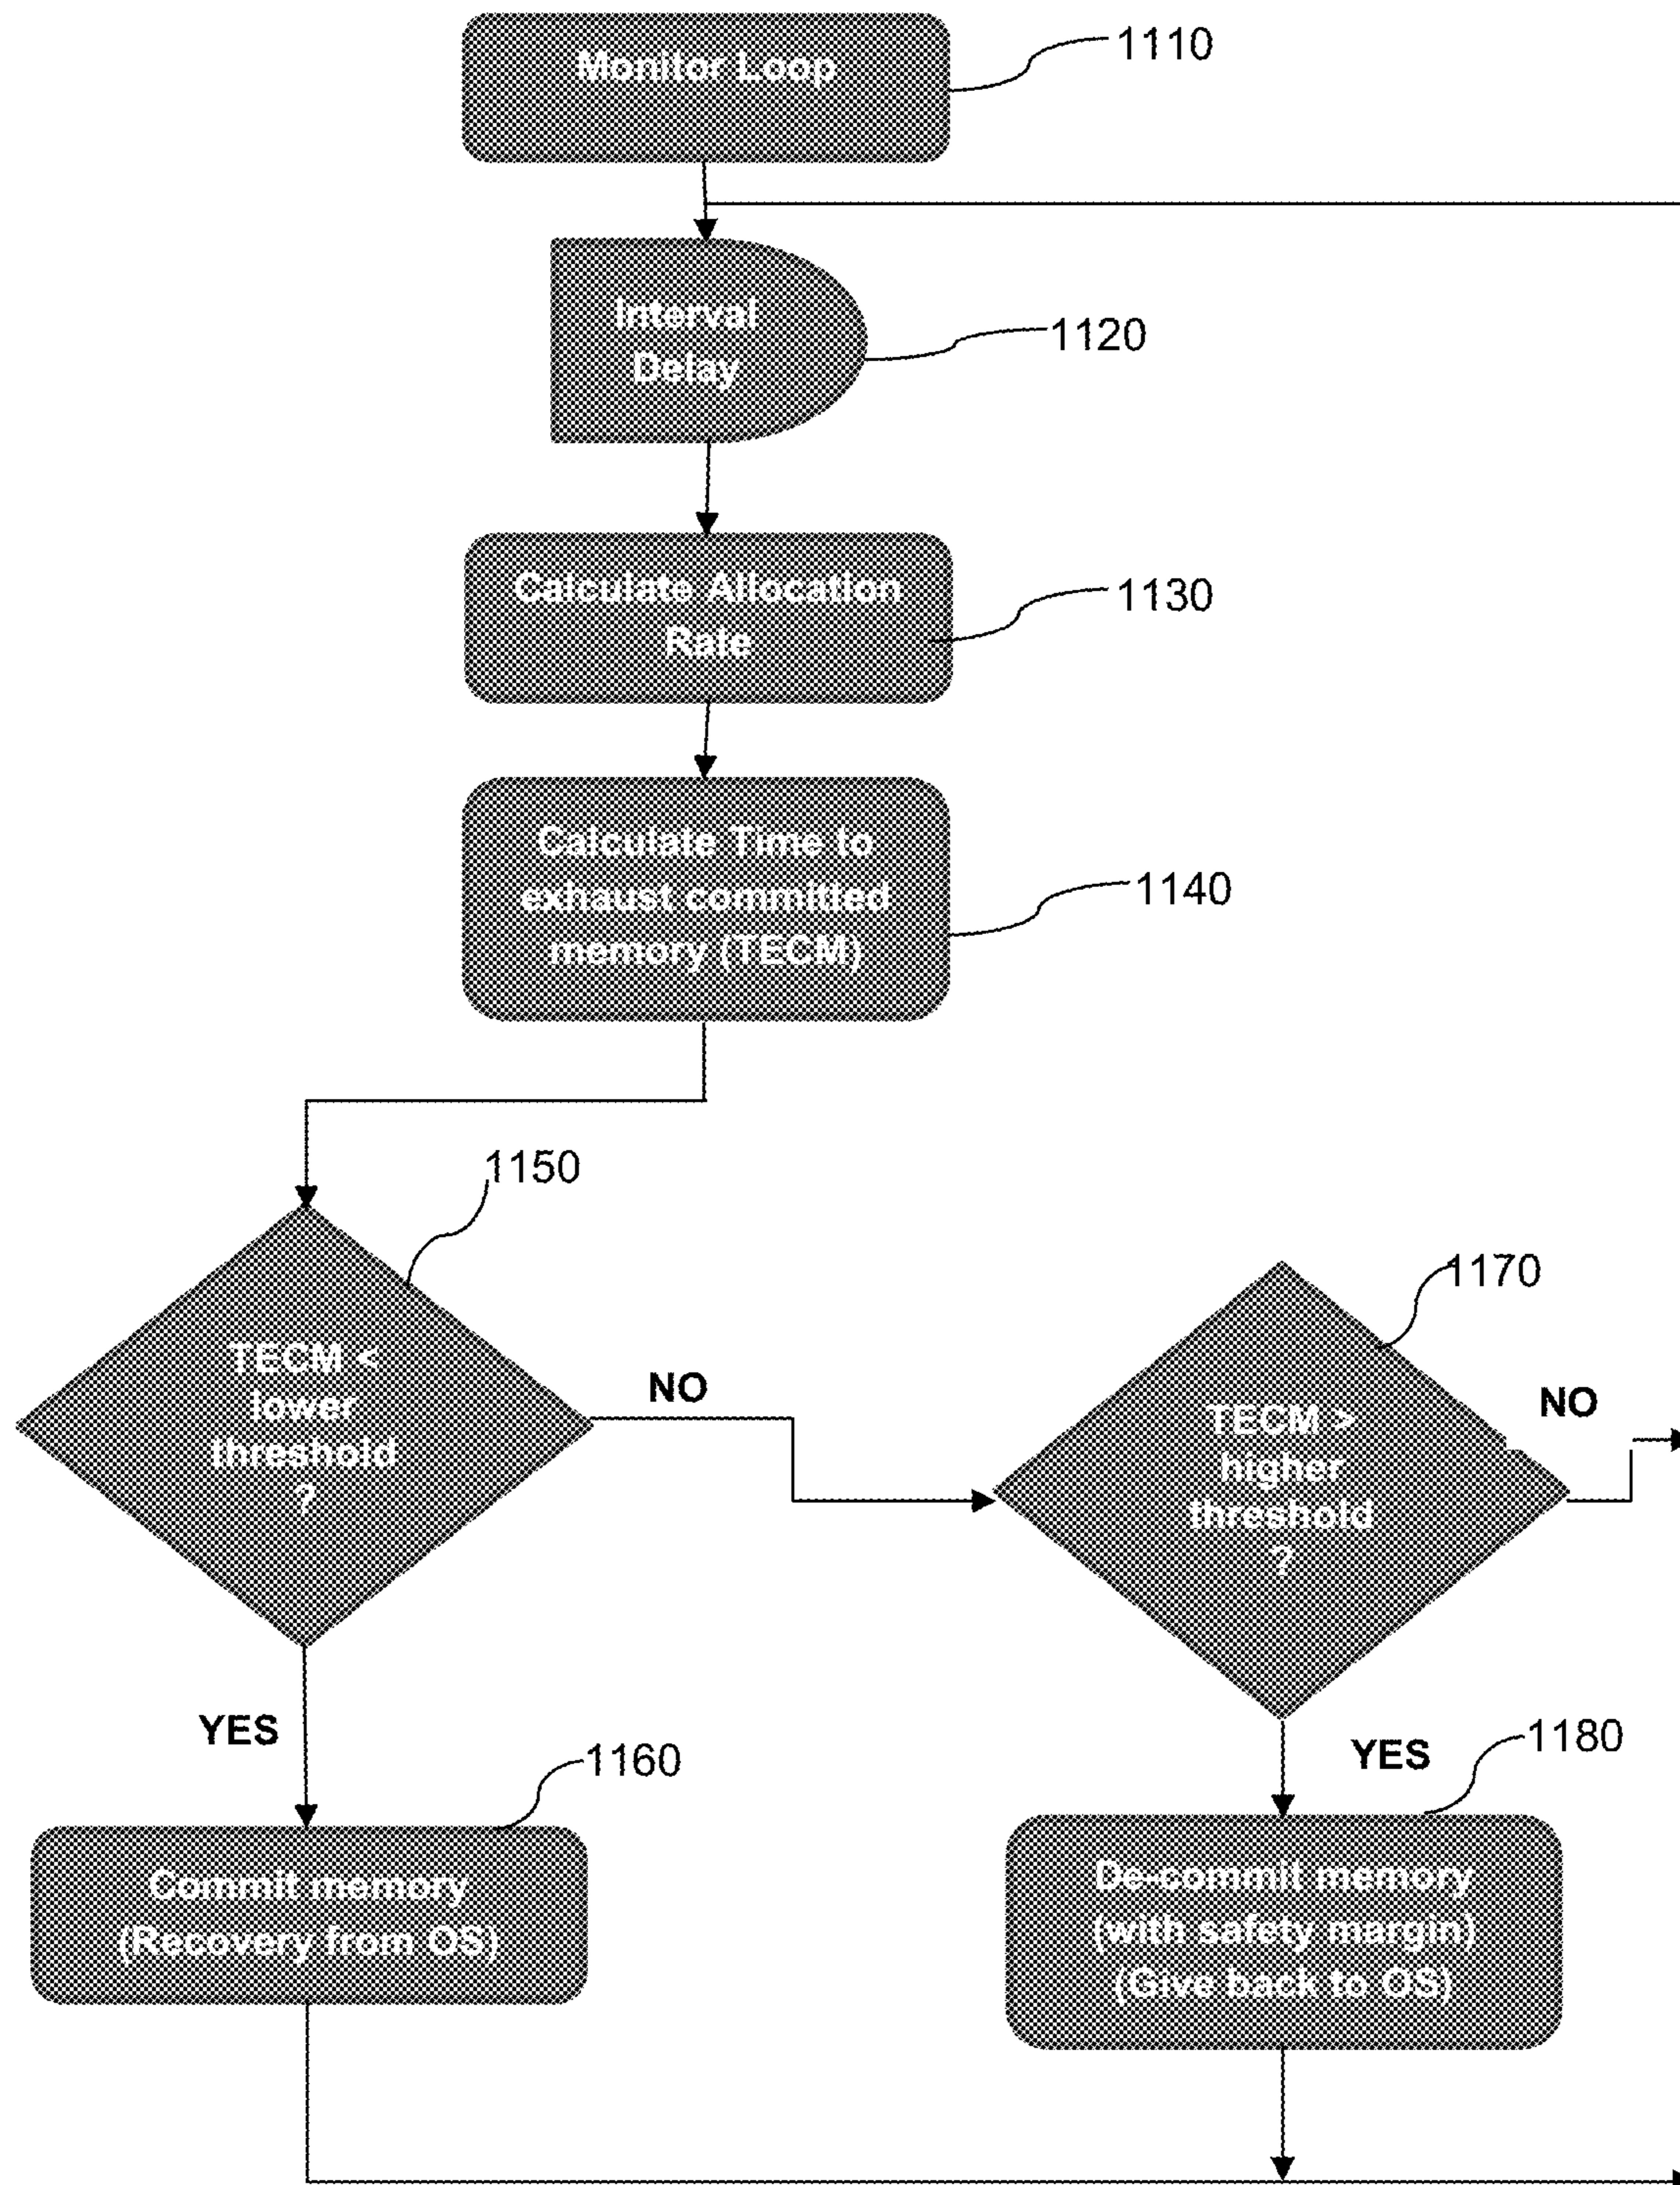 Monitor Loop
1110
Interval
Delay
1120
Calculate Allocation
Rate
1130
Calculate Time to
exhaust committed
memory (TECM)
1140
1150
TECM <
lower
threshold
?
NO
1170
TECM >
higher
threshold
?
NO
YES
1160
Commit memory
(Recovery from OS)
YES
1180
De-commit memory
(with safety margin)
(Give back to OS)